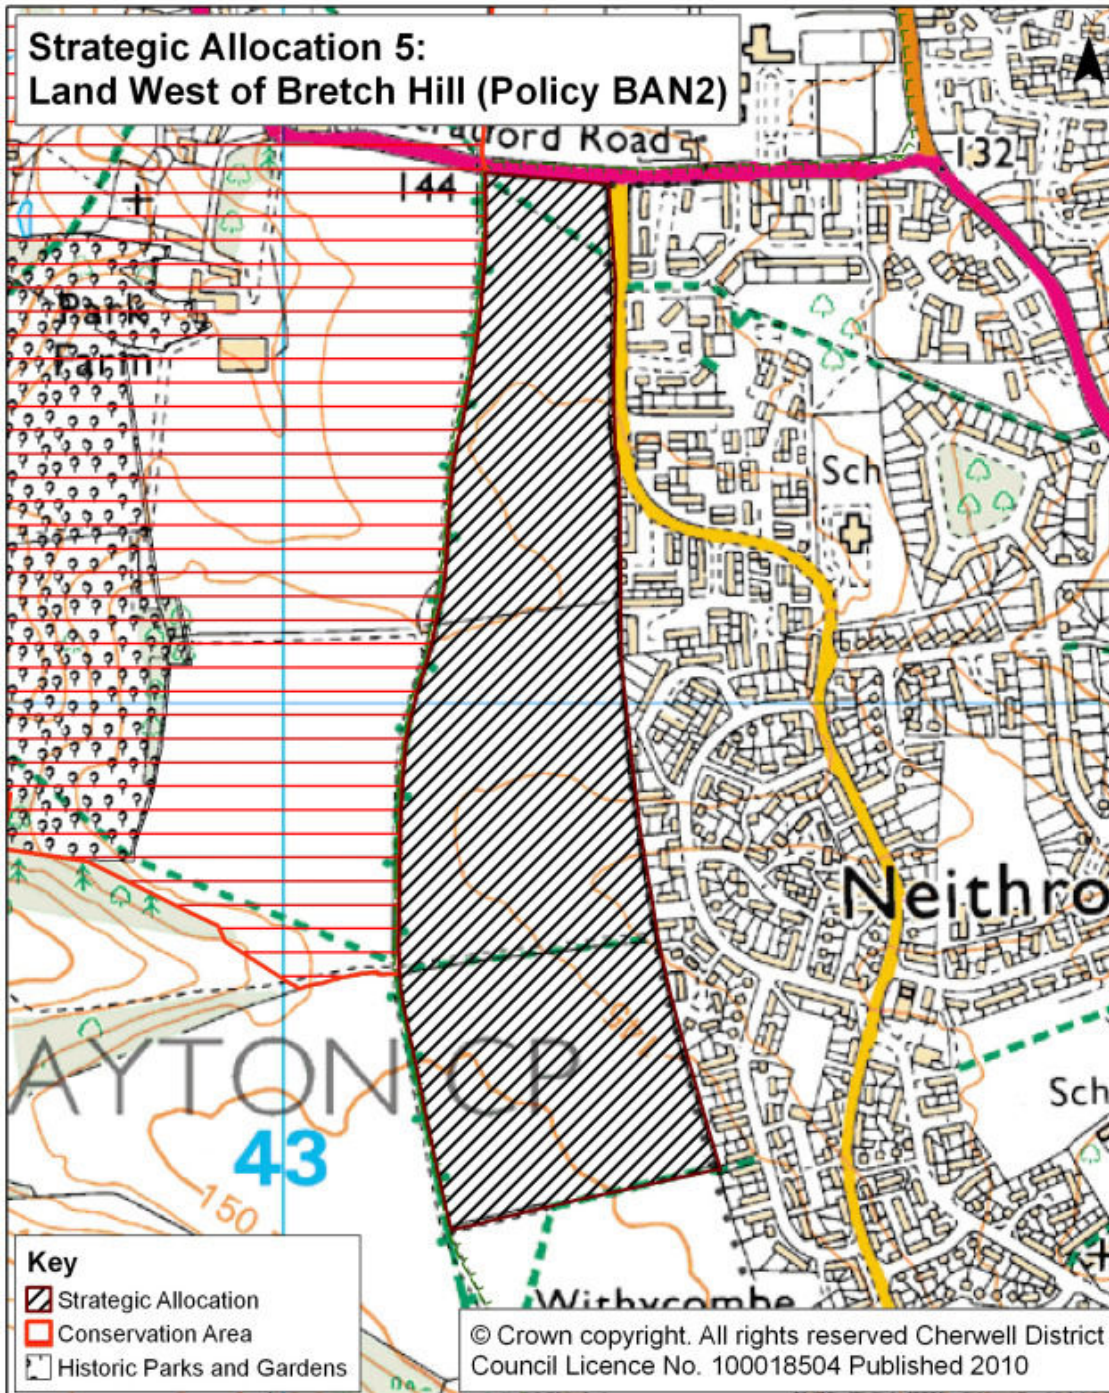 Strategic Allocation 5:
Land West of Bretch Hill (Policy BAN2)
Road
132
144
Park
Farm
Sch
Neithro
145
AYTON CP
Sch
43
150
Withycombe
Key
Strategic Allocation
Conservation Area
Historic Parks and Gardens
© Crown copyright. All rights reserved Cherwell District
Council Licence No. 100018504 Published 2010